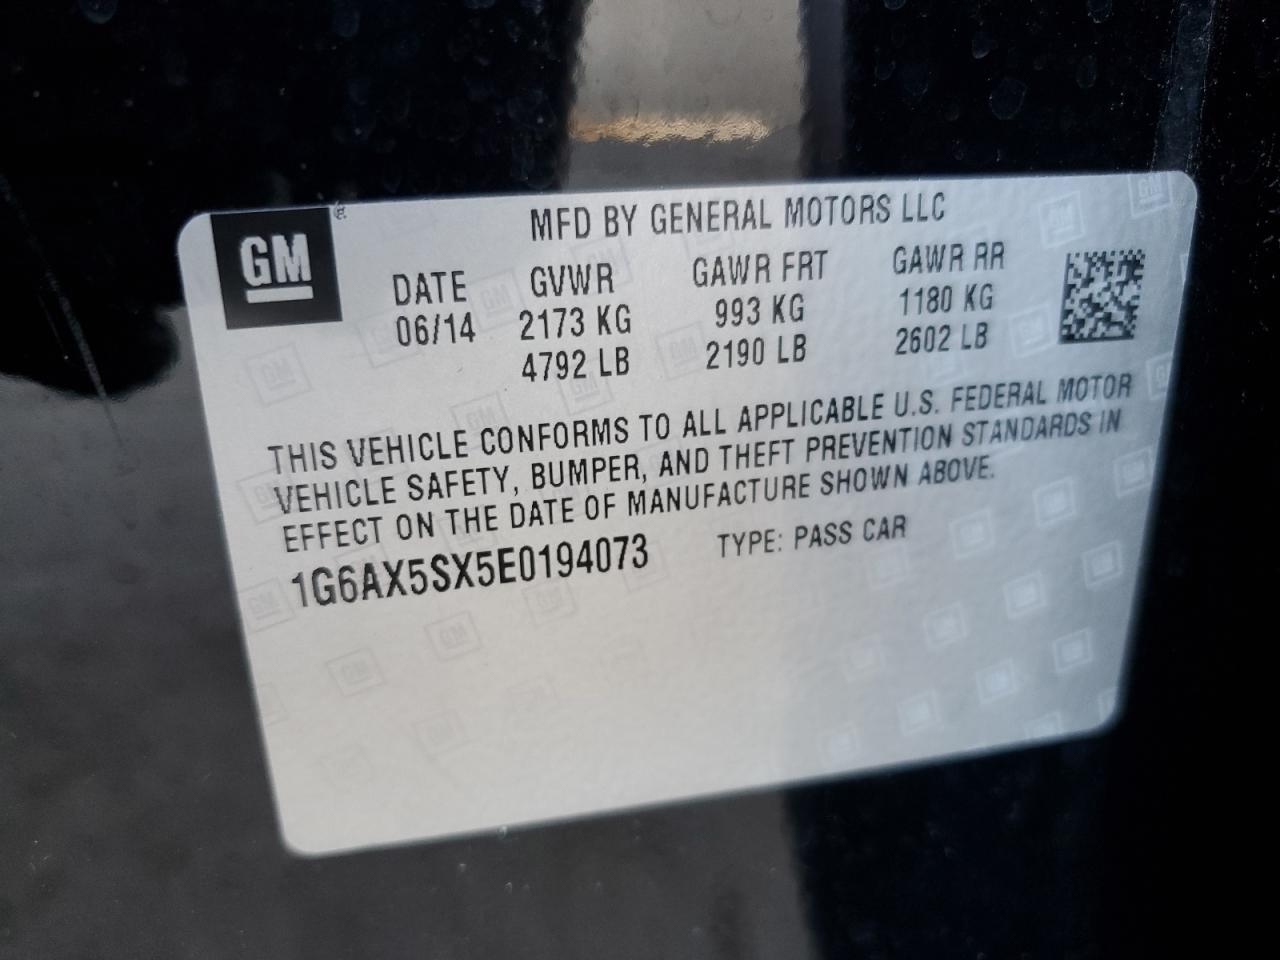 MFD BY GENERAL MOTORS LLC
GM
DATE GVWR GAWR FRT GAWR RR
06/14 2173 KG 993 KG 1180 KG
4792 LB 2190 LB 2602 LB
THIS VEHICLE CONFORMS TO ALL APPLICABLE U.S. FEDERAL MOTOR
VEHICLE SAFETY, BUMPER, AND THEFT PREVENTION STANDARDS IN
EFFECT ON THE DATE OF MANUFACTURE SHOWN ABOVE.
1G6AX5SX5E0194073 TYPE: PASS CAR